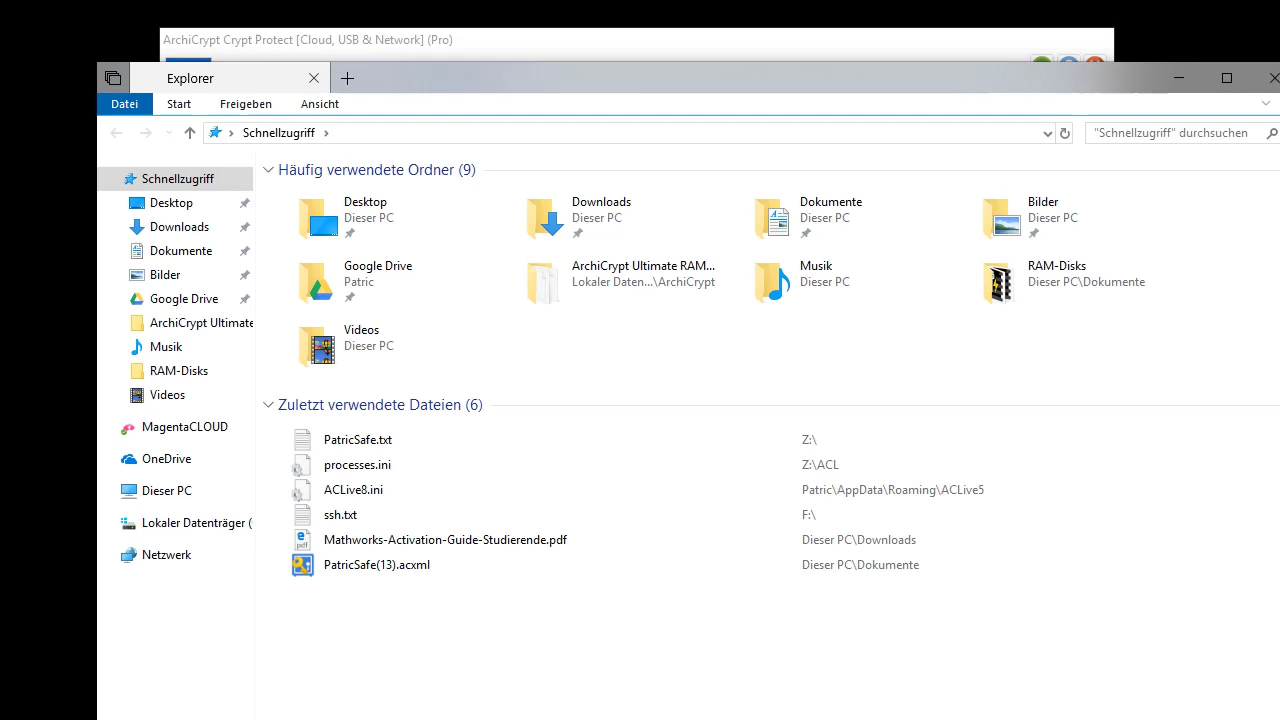 ArchiCrypt Crypt Protect [Cloud, USB & Network] (Pro)
Explorer
Datei Start Freigeben Ansicht
Schnellzugriff
"Schnellzugriff" durchsuchen
Schnellzugriff
Desktop
Downloads
Dokumente
Bilder
Google Drive
ArchiCrypt Ultimate
Musik
RAM-Disks
Videos
MagentaCLOUD
OneDrive
Dieser PC
Lokaler Datenträger (
Netzwerk
Häufig verwendete Ordner (9)
Desktop
Dieser PC
Downloads
Dieser PC
Dokumente
Dieser PC
Bilder
Dieser PC
Google Drive
Patric
ArchiCrypt Ultimate RAM...
Lokaler Daten...\ArchiCrypt
Musik
Dieser PC
RAM-Disks
Dieser PC\Dokumente
Videos
Dieser PC
Zuletzt verwendete Dateien (6)
PatricSafe.txt Z:\
processes.ini Z:\ACL
ACLive8.ini Patric\AppData\Roaming\ACLive5
ssh.txt F:\
Mathworks-Activation-Guide-Studierende.pdf Dieser PC\Downloads
PatricSafe(13).acxml Dieser PC\Dokumente